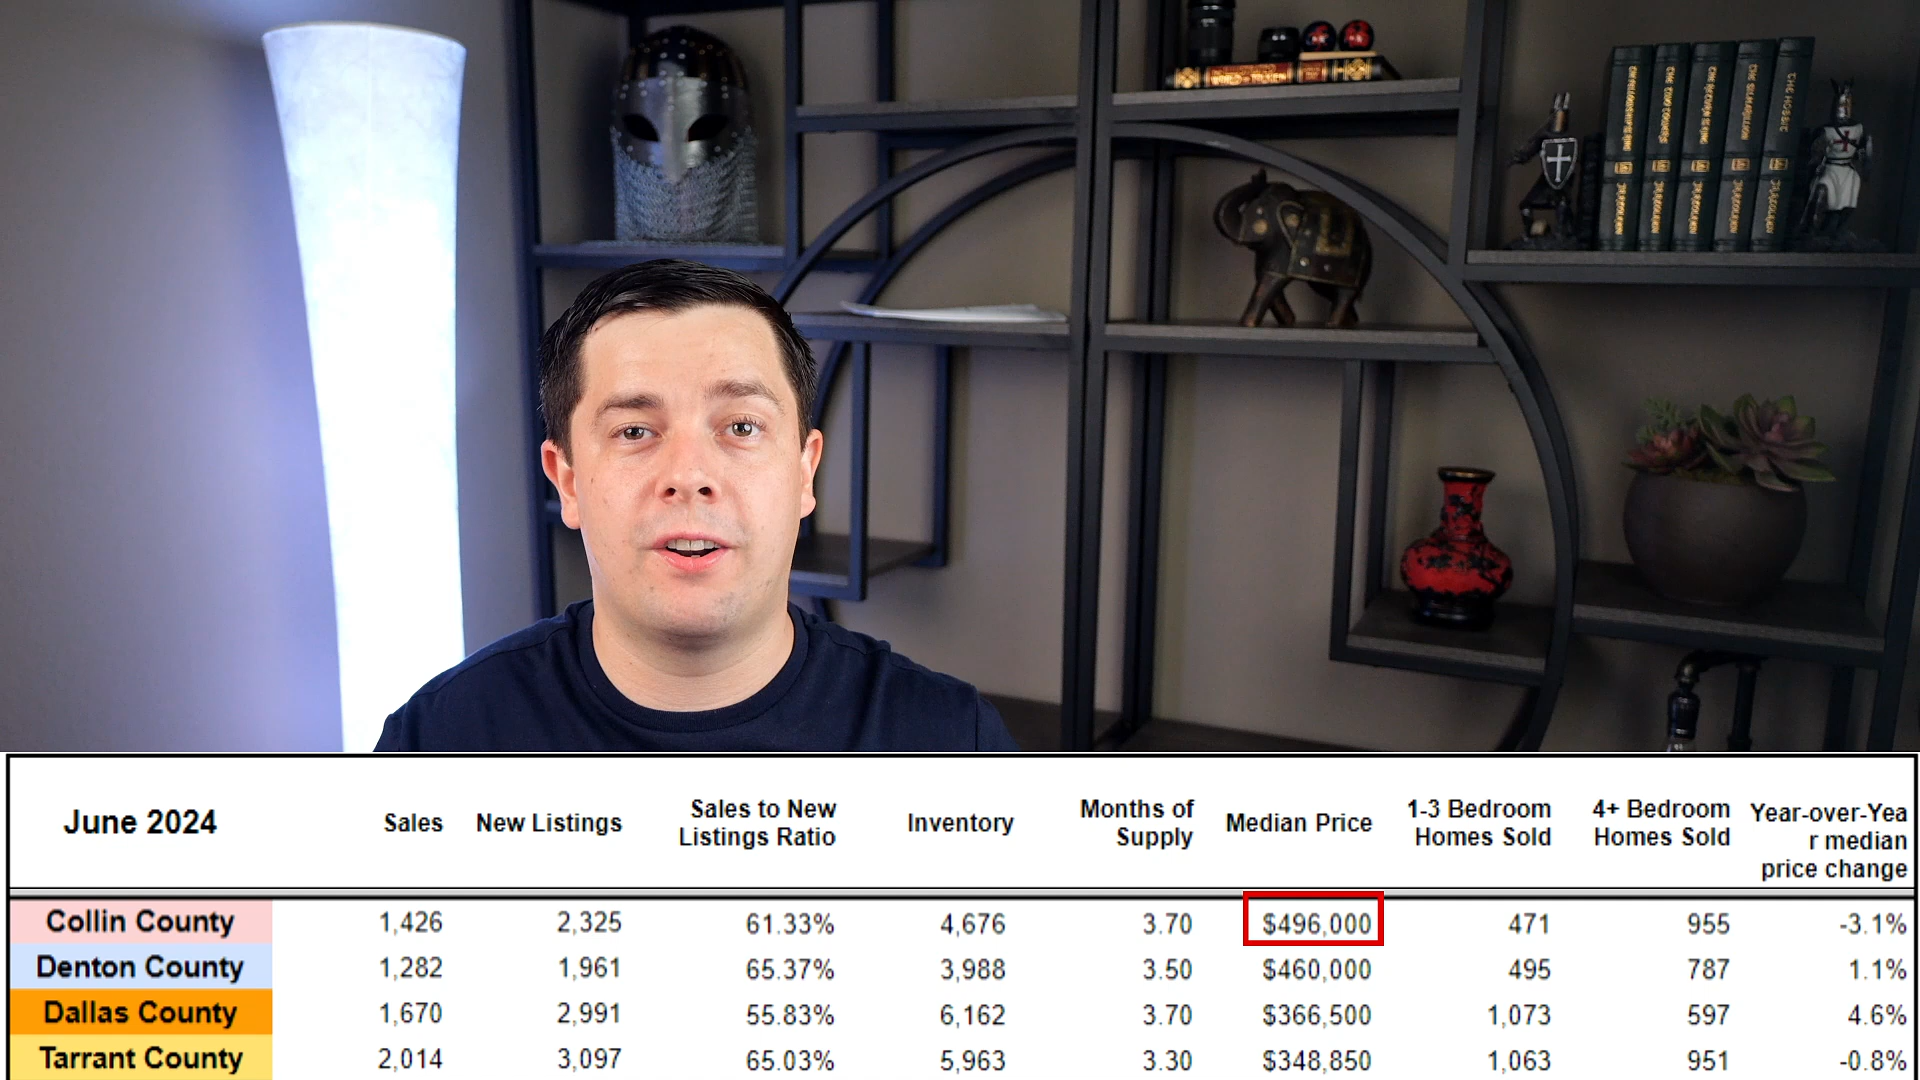 THE HOBBIT
June 2024
Sales
New Listings
Sales to New
Listings Ratio
Inventory
Months of
Supply
Median Price
1-3 Bedroom
Homes Sold
4+ Bedroom
Homes Sold
Year-over-Yea
r median
price change
Collin County 1,426 2,325 61.33% 4,676 3.70 $496,000 471 955 -3.1%
Denton County 1,282 1,961 65.37% 3,988 3.50 $460,000 495 787 1.1%
Dallas County 1,670 2,991 55.83% 6,162 3.70 $366,500 1,073 597 4.6%
Tarrant County 2,014 3,097 65.03% 5,963 3.30 $348,850 1,063 951 -0.8%